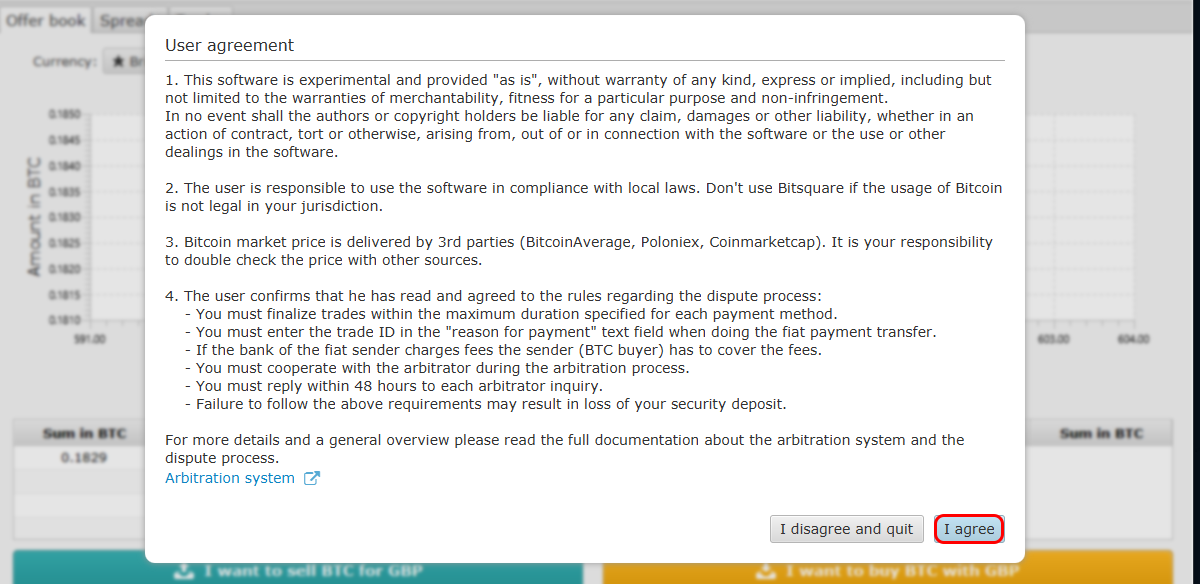 Offer book
Currency:
User agreement
1. This software is experimental and provided "as is", without warranty of any kind, express or implied, including but
not limited to the warranties of merchantability, fitness for a particular purpose and non-infringement.
In no event shall the authors or copyright holders be liable for any claim, damages or other liability, whether in an
action of contract, tort or otherwise, arising from, out of or in connection with the software or the use or other
dealings in the software.
2. The user is responsible to use the software in compliance with local laws. Don't use Bitsquare if the usage of Bitcoin
is not legal in your jurisdiction.
3. Bitcoin market price is delivered by 3rd parties (BitcoinAverage, Poloniex, Coinmarketcap). It is your responsibility
to double check the price with other sources.
4. The user confirms that he has read and agreed to the rules regarding the dispute process:
- You must finalize trades within the maximum duration specified for each payment method.
- You must enter the trade ID in the "reason for payment" text field when doing the fiat payment transfer.
- If the bank of the fiat sender charges fees the sender (BTC buyer) has to cover the fees.
- You must cooperate with the arbitrator during the arbitration process.
- You must reply within 48 hours to each arbitrator inquiry.
- Failure to follow the above requirements may result in loss of your security deposit.
For more details and a general overview please read the full documentation about the arbitration system and the
dispute process.
Arbitration system
I disagree and quit
I agree
Amount in BTC
0.1850
0.1845
0.1840
0.1835
0.1830
0.1825
0.1820
0.1815
0.1810
591.00
603.00
604.00
Sum in BTC
0.1829
Sum in BTC
I want to sell BTC for GBP
I want to buy BTC with GBP